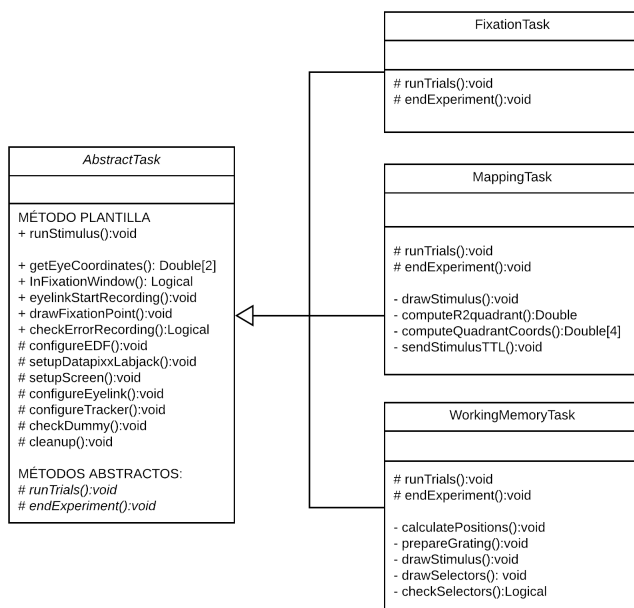 AbstractTask
MÉTODO PLANTILLA
+ runStimulus():void
+ getEyeCoordinates(): Double[2]
+ InFixationWindow(): Logical
+ eyelinkStartRecording():void
+ drawFixationPoint():void
+ checkErrorRecording():Logical
# configureEDF():void
# setupDatapixxLabjack():void
# setupScreen():void
# configureEyelink():void
# configureTracker():void
# checkDummy():void
# cleanup():void
MÉTODOS ABSTRACTOS:
# runTrials():void
# endExperiment():void
FixationTask
# runTrials():void
# endExperiment():void
MappingTask
# runTrials():void
# endExperiment():void
- drawStimulus():void
- computeR2quadrant():Double
- computeQuadrantCoords():Double[4]
- sendStimulusTTL():void
WorkingMemoryTask
# runTrials():void
# endExperiment():void
- calculatePositions():void
- prepareGrating():void
- drawStimulus():void
- drawSelectors(): void
- checkSelectors():Logical